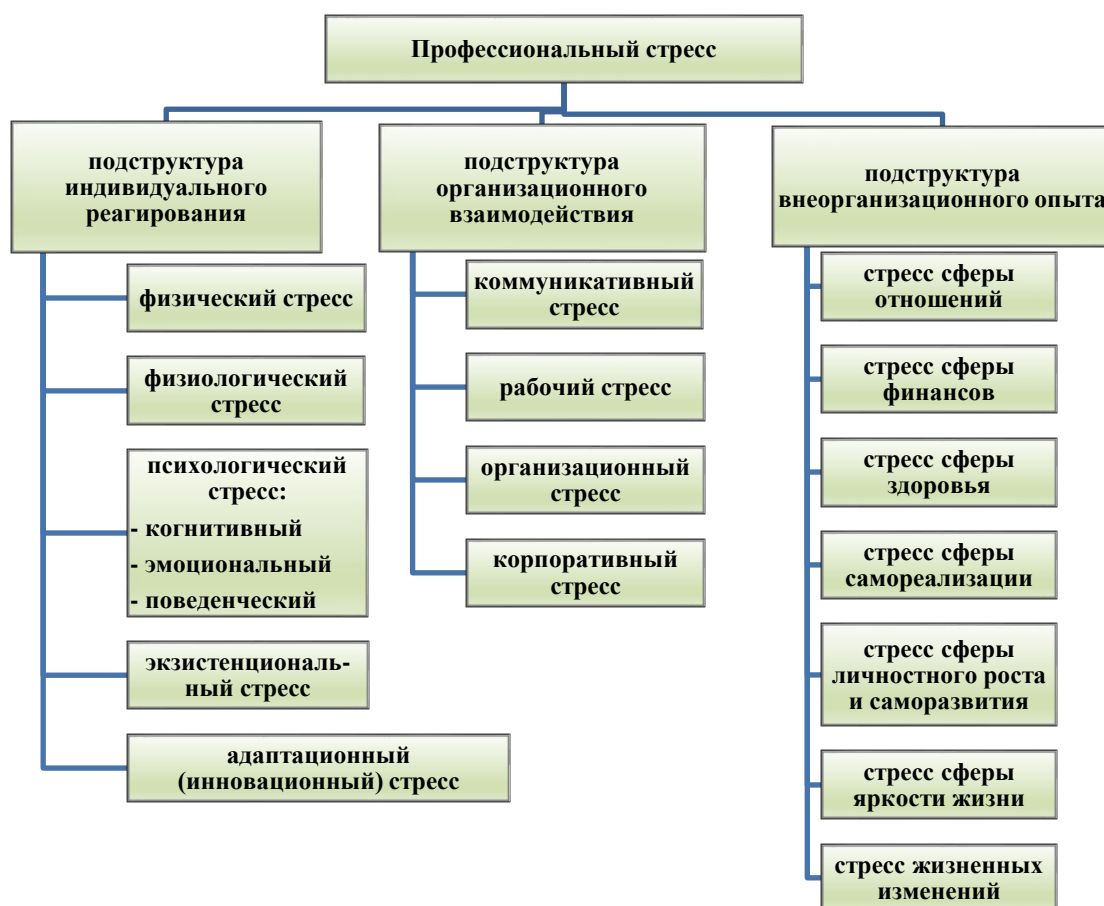 Профессиональный стресс
подструктура
индивидуального
реагирования
физический стресс
физиологический
стресс
психологический
стресс:
- когнитивный
- эмоциональный
- поведенческий
экзистенциональ-
ный стресс
адаптационный
(инновационный) стресс
подструктура
организационного
взаимодействия
коммуникативный
стресс
рабочий стресс
организационный
стресс
корпоративный
стресс
подструктура
внеорганизационного опыта
стресс сферы
отношений
стресс сферы
финансов
стресс сферы
здоровья
стресс сферы
самореализации
стресс сферы
личностного роста
и саморазвития
стресс сферы
яркости жизни
стресс жизненных
изменений